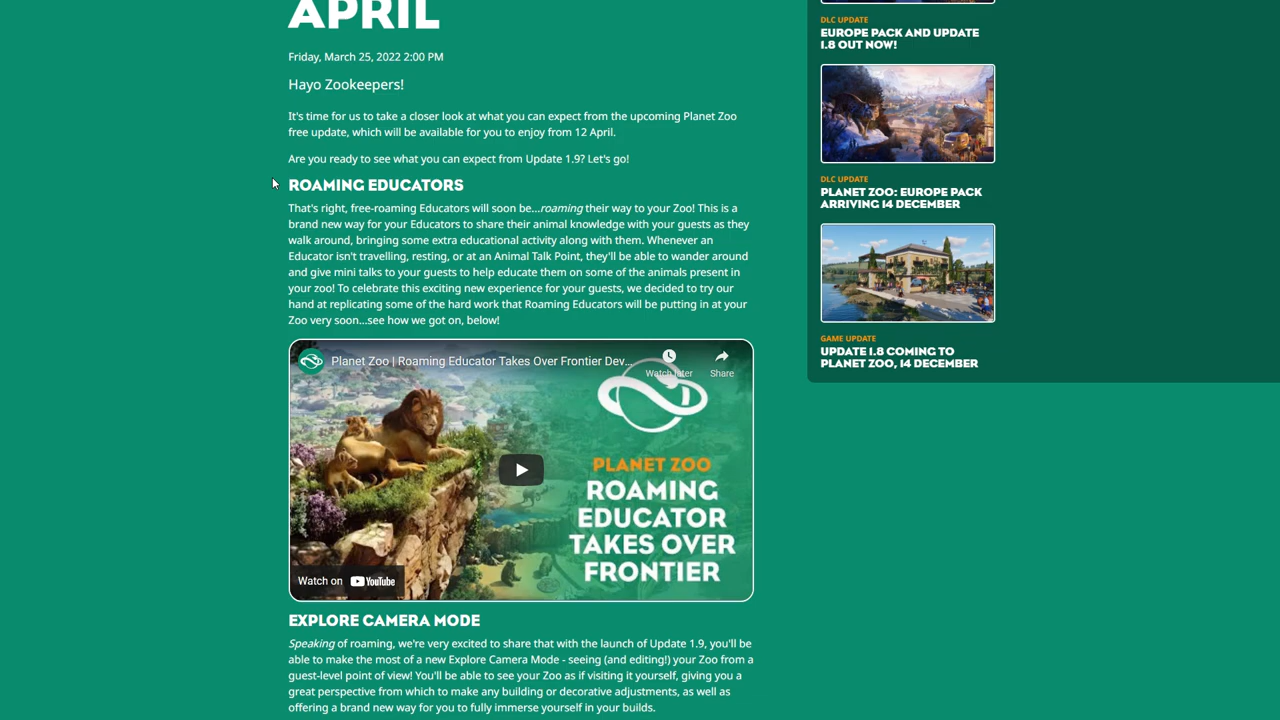 APRIL
Friday, March 25, 2022 2:00 PM
Hayo Zookeepers!
It's time for us to take a closer look at what you can expect from the upcoming Planet Zoo
free update, which will be available for you to enjoy from 12 April.
Are you ready to see what you can expect from Update 1.9? Let's go!
ROAMING EDUCATORS
That's right, free-roaming Educators will soon be...roaming their way to your Zoo! This is a
brand new way for your Educators to share their animal knowledge with your guests as they
walk around, bringing some extra educational activity along with them. Whenever an
Educator isn't travelling, resting, or at an Animal Talk Point, they'll be able to wander around
and give mini talks to your guests to help educate them on some of the animals present in
your zoo! To celebrate this exciting new experience for your guests, we decided to try our
hand at replicating some of the hard work that Roaming Educators will be putting in at your
Zoo very soon...see how we got on, below!
Planet Zoo | Roaming Educator Takes Over Frontier Dev...
Watch later
Share
PLANET ZOO
ROAMING
EDUCATOR
TAKES OVER
FRONTIER
Watch on YouTube
EXPLORE CAMERA MODE
Speaking of roaming, we're very excited to share that with the launch of Update 1.9, you'll be
able to make the most of a new Explore Camera Mode - seeing (and editing!) your Zoo from a
guest-level point of view! You'll be able to see your Zoo as if visiting it yourself, giving you a
great perspective from which to make any building or decorative adjustments, as well as
offering a brand new way for you to fully immerse yourself in your builds.
DLC UPDATE
EUROPE PACK AND UPDATE
1.8 OUT NOW!
DLC UPDATE
PLANET ZOO: EUROPE PACK
ARRIVING 14 DECEMBER
GAME UPDATE
UPDATE 1.8 COMING TO
PLANET ZOO, 14 DECEMBER